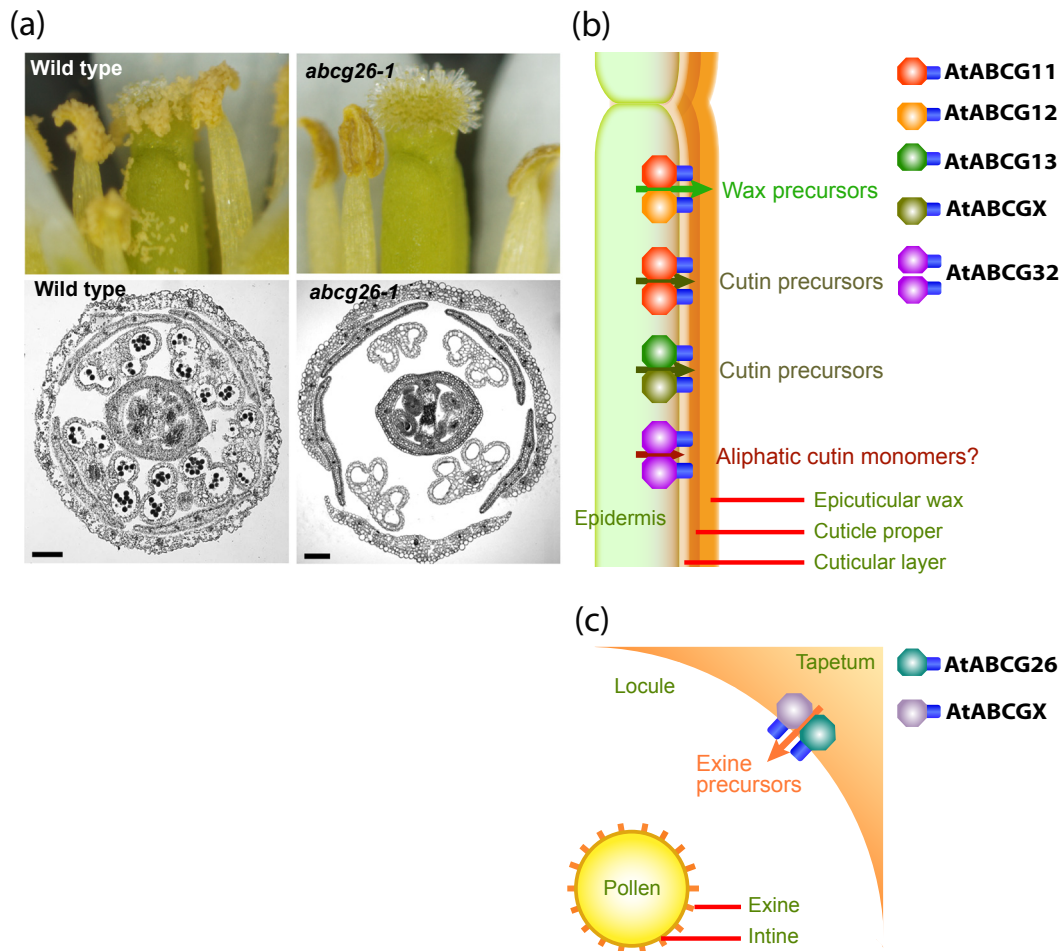 (a)
Wild type
abcg26-1
Wild type
abcg26-1
(b)
AtABCG11
AtABCG12
AtABCG13
AtABCGX
AtABCG32
Wax precursors
Cutin precursors
Cutin precursors
Aliphatic cutin monomers?
Epidermis
Epicuticular wax
Cuticle proper
Cuticular layer
(c)
Tapetum
Locule
AtABCG26
AtABCGX
Exine
precursors
Pollen
Exine
Intine